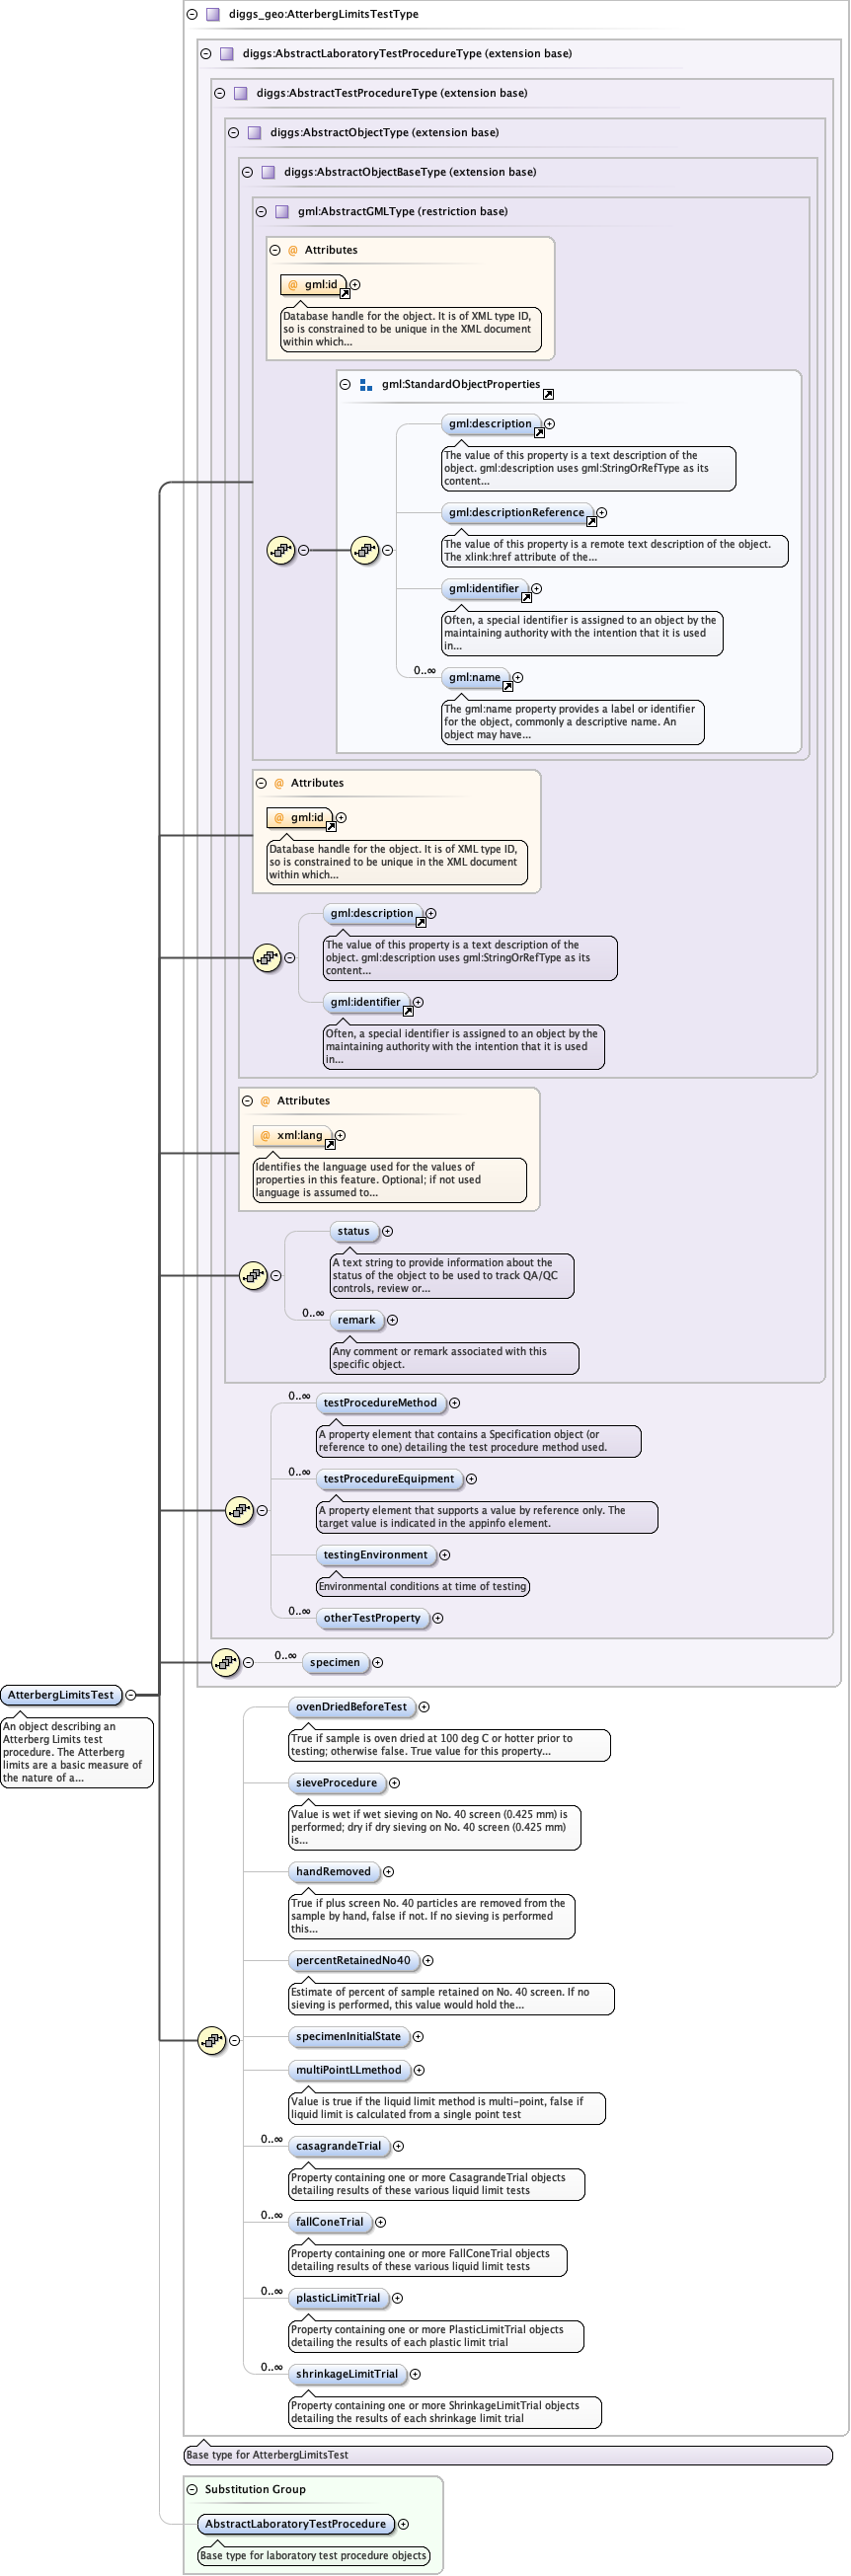 diggs_geo:AtterbergLimitsTestType
diggs:AbstractLaboratoryTestProcedureType (extension base)
diggs:AbstractTestProcedureType (extension base)
diggs:AbstractObjectType (extension base)
diggs:AbstractObjectBaseType (extension base)
gml:AbstractGMLType (restriction base)
@ Attributes
@ gml:id
Database handle for the object. It is of XML type ID,
so is constrained to be unique in the XML document
within which...
gml:StandardObjectProperties
gml:description
The value of this property is a text description of the
object. gml:description uses gml:StringOrRefType as its
content...
gml:descriptionReference
The value of this property is a remote text description of the object.
The xlink:href attribute of the...
gml:identifier
Often, a special identifier is assigned to an object by the
maintaining authority with the intention that it is used
in...
0..∞
gml:name
The gml:name property provides a label or identifier
for the object, commonly a descriptive name. An
object may have...
@ Attributes
@ gml:id
Database handle for the object. It is of XML type ID,
so is constrained to be unique in the XML document
within which...
gml:description
The value of this property is a text description of the
object. gml:description uses gml:StringOrRefType as its
content...
gml:identifier
Often, a special identifier is assigned to an object by the
maintaining authority with the intention that it is used
in...
@ Attributes
@ xml:lang
Identifies the language used for the values of
properties in this feature. Optional; if not used
language is assumed to...
status
A text string to provide information about the
status of the object to be used to track QA/QC
controls, review or...
0..∞
remark
Any comment or remark associated with this
specific object.
0..∞
testProcedureMethod
A property element that contains a Specification object (or
reference to one) detailing the test procedure method used.
0..∞
testProcedureEquipment
A property element that supports a value by reference only. The
target value is indicated in the appinfo element.
testingEnvironment
Environmental conditions at time of testing
0..∞
otherTestProperty
0..∞
specimen
AtterbergLimitsTest
An object describing an
Atterberg Limits test
procedure. The Atterberg
limits are a basic measure of
the nature of a...
ovenDriedBeforeTest
True if sample is oven dried at 100 deg C or hotter prior to
testing; otherwise false. True value for this property...
sieveProcedure
Value is wet if wet sieving on No. 40 screen (0.425 mm) is
performed; dry if dry sieving on No. 40 screen (0.425 mm)
is...
handRemoved
True if plus screen No. 40 particles are removed from the
sample by hand, false if not. If no sieving is performed
this...
percentRetainedNo40
Estimate of percent of sample retained on No. 40 screen. If no
sieving is performed, this value would hold the...
specimenInitialState
multiPointLLmethod
Value is true if the liquid limit method is multi-point, false if
liquid limit is calculated from a single point test
0..∞
casagrandeTrial
Property containing one or more CasagrandeTrial objects
detailing results of these various liquid limit tests
0..∞
fallConeTrial
Property containing one or more FallConeTrial objects
detailing results of these various liquid limit tests
0..∞
plasticLimitTrial
Property containing one or more PlasticLimitTrial objects
detailing the results of each plastic limit trial
0..∞
shrinkageLimitTrial
Property containing one or more ShrinkageLimitTrial objects
detailing the results of each shrinkage limit trial
Base type for AtterbergLimitsTest
Substitution Group
AbstractLaboratoryTestProcedure
Base type for laboratory test procedure objects